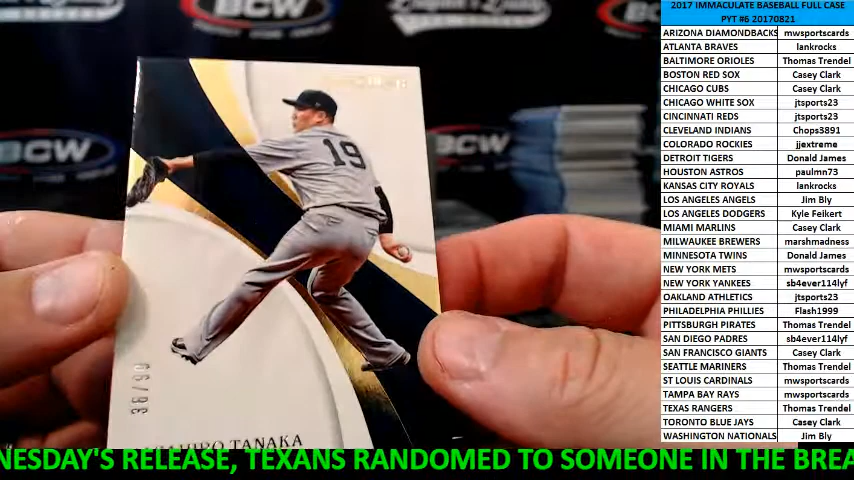 2017 IMMACULATE BASEBALL FULL CASE
PYT #6 20170821
ARIZONA DIAMONDBACKS mwsportscards
ATLANTA BRAVES lankrocks
BALTIMORE ORIOLES Thomas Trendel
BOSTON RED SOX Casey Clark
CHICAGO CUBS Casey Clark
CHICAGO WHITE SOX jtsports23
CINCINNATI REDS jtsports23
CLEVELAND INDIANS Chops3891
COLORADO ROCKIES jjextreme
DETROIT TIGERS Donald James
HOUSTON ASTROS paulmn73
KANSAS CITY ROYALS lankrocks
LOS ANGELES ANGELS Jim Bly
LOS ANGELES DODGERS Kyle Feikert
MIAMI MARLINS Casey Clark
MILWAUKEE BREWERS marshmadness
MINNESOTA TWINS Donald James
NEW YORK METS mwsportscards
NEW YORK YANKEES sb4ever114lyf
OAKLAND ATHLETICS jtsports23
PHILADELPHIA PHILLIES Flash1999
PITTSBURGH PIRATES Thomas Trendel
SAN DIEGO PADRES sb4ever114lyf
SAN FRANCISCO GIANTS Casey Clark
SEATTLE MARINERS Thomas Trendel
ST LOUIS CARDINALS mwsportscards
TAMPA BAY RAYS mwsportscards
TEXAS RANGERS Thomas Trendel
TORONTO BLUE JAYS Casey Clark
WASHINGTON NATIONALS Jim Bly
BCW
BCW
BCW
19
TANAKA
NESDAY'S RELEASE, TEXANS RANDOMED TO SOMEONE IN THE BREA